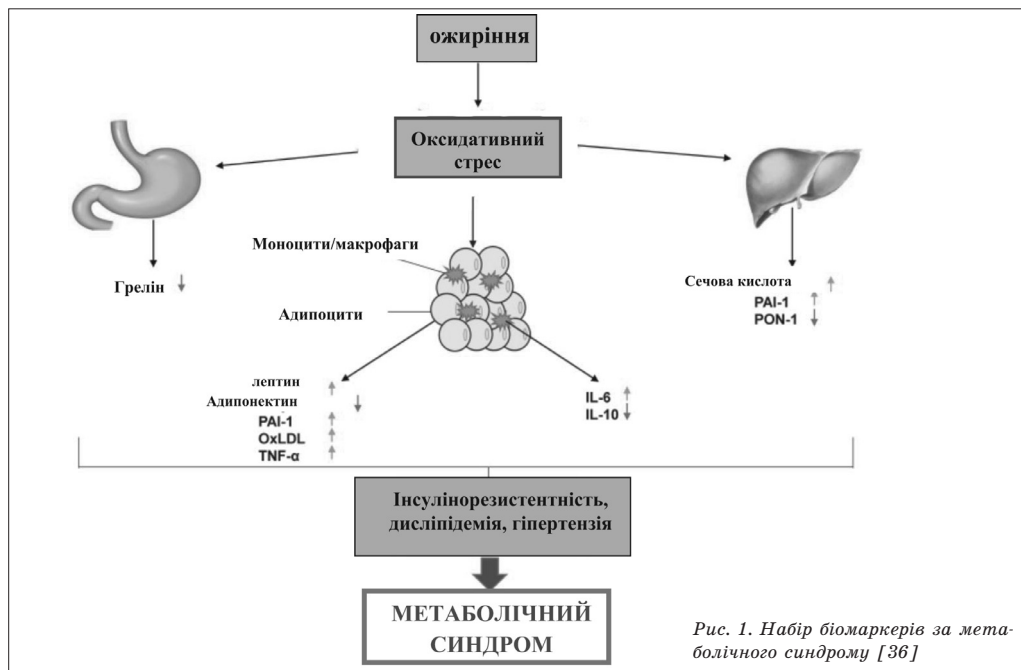 ожиріння
Оксидативний
стрес
Моноцити/макрофаги
Грелін ↓
Адипоцити
Сечова кислота ↑
PAI-1 ↑
PON-1 ↓
лептин ↑
Адипонектин ↓
PAI-1 ↑
OxLDL ↑
TNF-α ↑
IL-6 ↑
IL-10 ↓
Інсулінорезистентність,
дисліпідемія, гіпертензія
МЕТАБОЛІЧНИЙ
СИНДРОМ
Рис. 1. Набір біомаркерів за мета-
болічного синдрому [36]